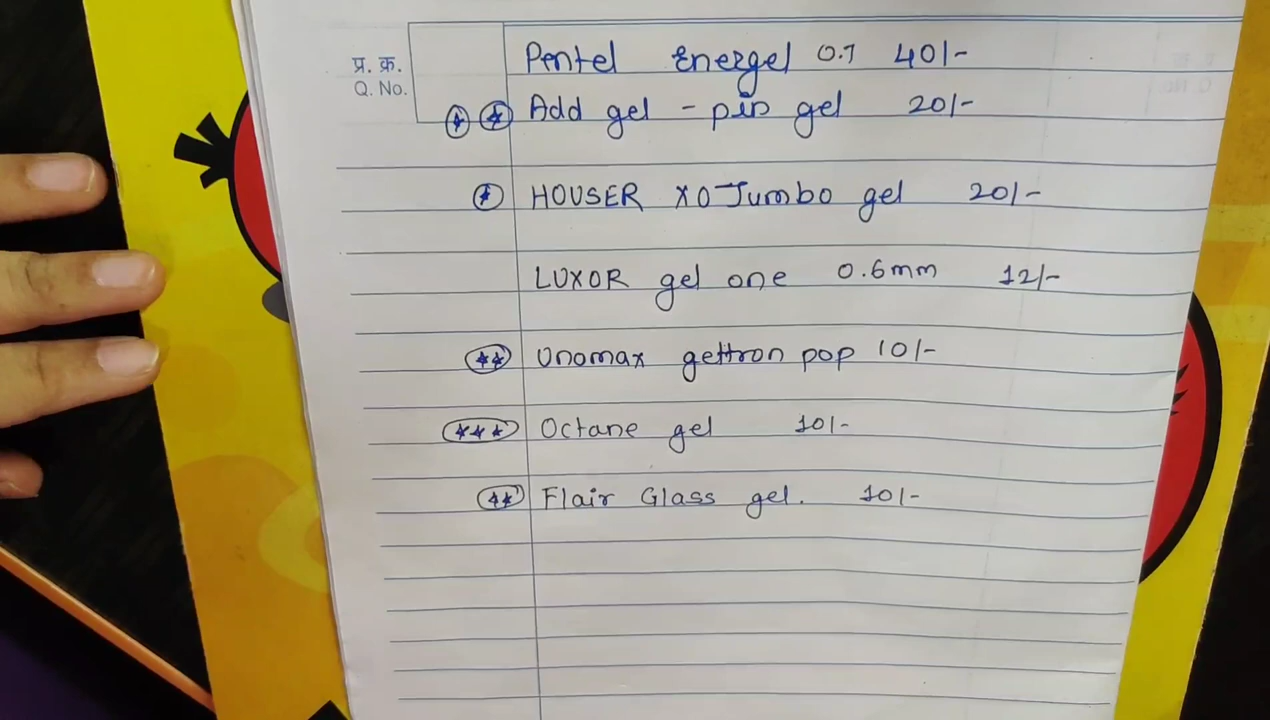 प्र. क्र.
Q. No.
Pentel Energel 0.7 40/-
Add gel - pin gel 20/-
HOUSER XO Jumbo gel 20/-
LUXOR gel one 0.6mm 12/-
Unomax geltron pop 10/-
Octane gel 10/-
Flair Glass gel. 10/-